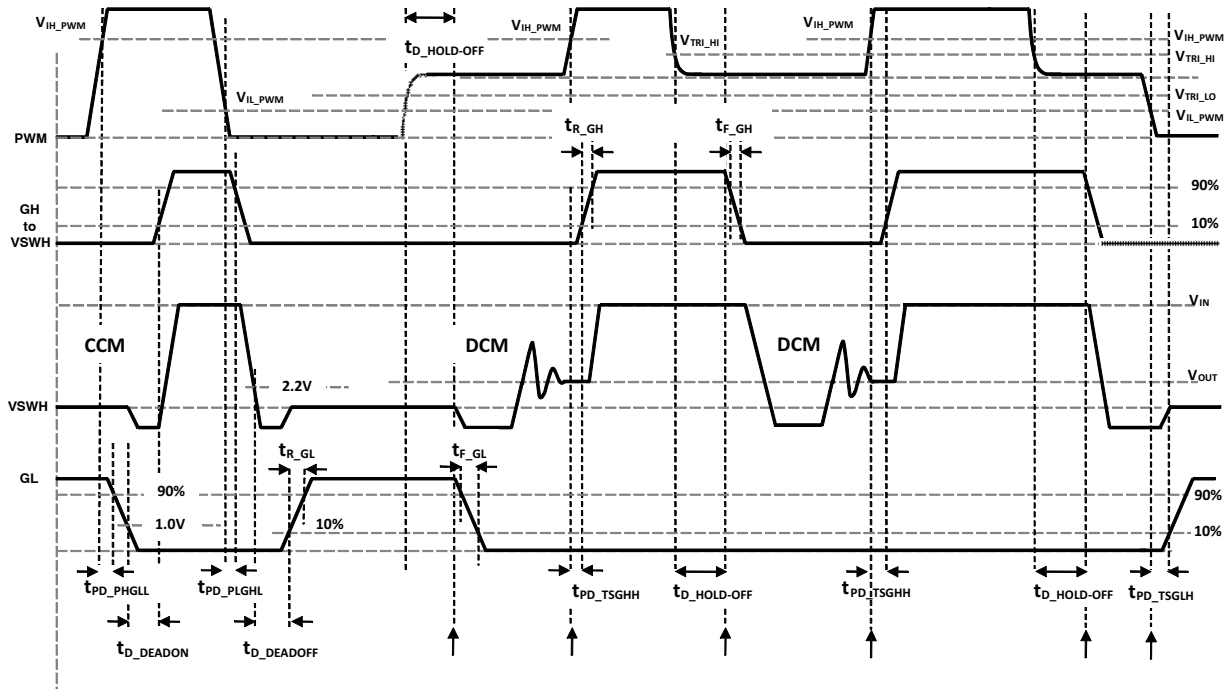 VIH_PWM
tD_HOLD-OFF
VIH_PWM
VTRI_HI
VIH_PWM
VIH_PWM
VTRI_HI
VIL_PWM
VTRI_LO
VIL_PWM
PWM
tR_GH
tF_GH
90%
GH
to
VSWH
10%
VIN
CCM
DCM
DCM
2.2V
VOUT
VSWH
tR_GL
tF_GL
GL
90%
90%
1.0V
10%
10%
tPD_PHGLL
tPD_PLGHL
tPD_TSGHH
tD_HOLD-OFF
tPD_TSGHH
tD_HOLD-OFF
tPD_TSGLH
tD_DEADON
tD_DEADOFF